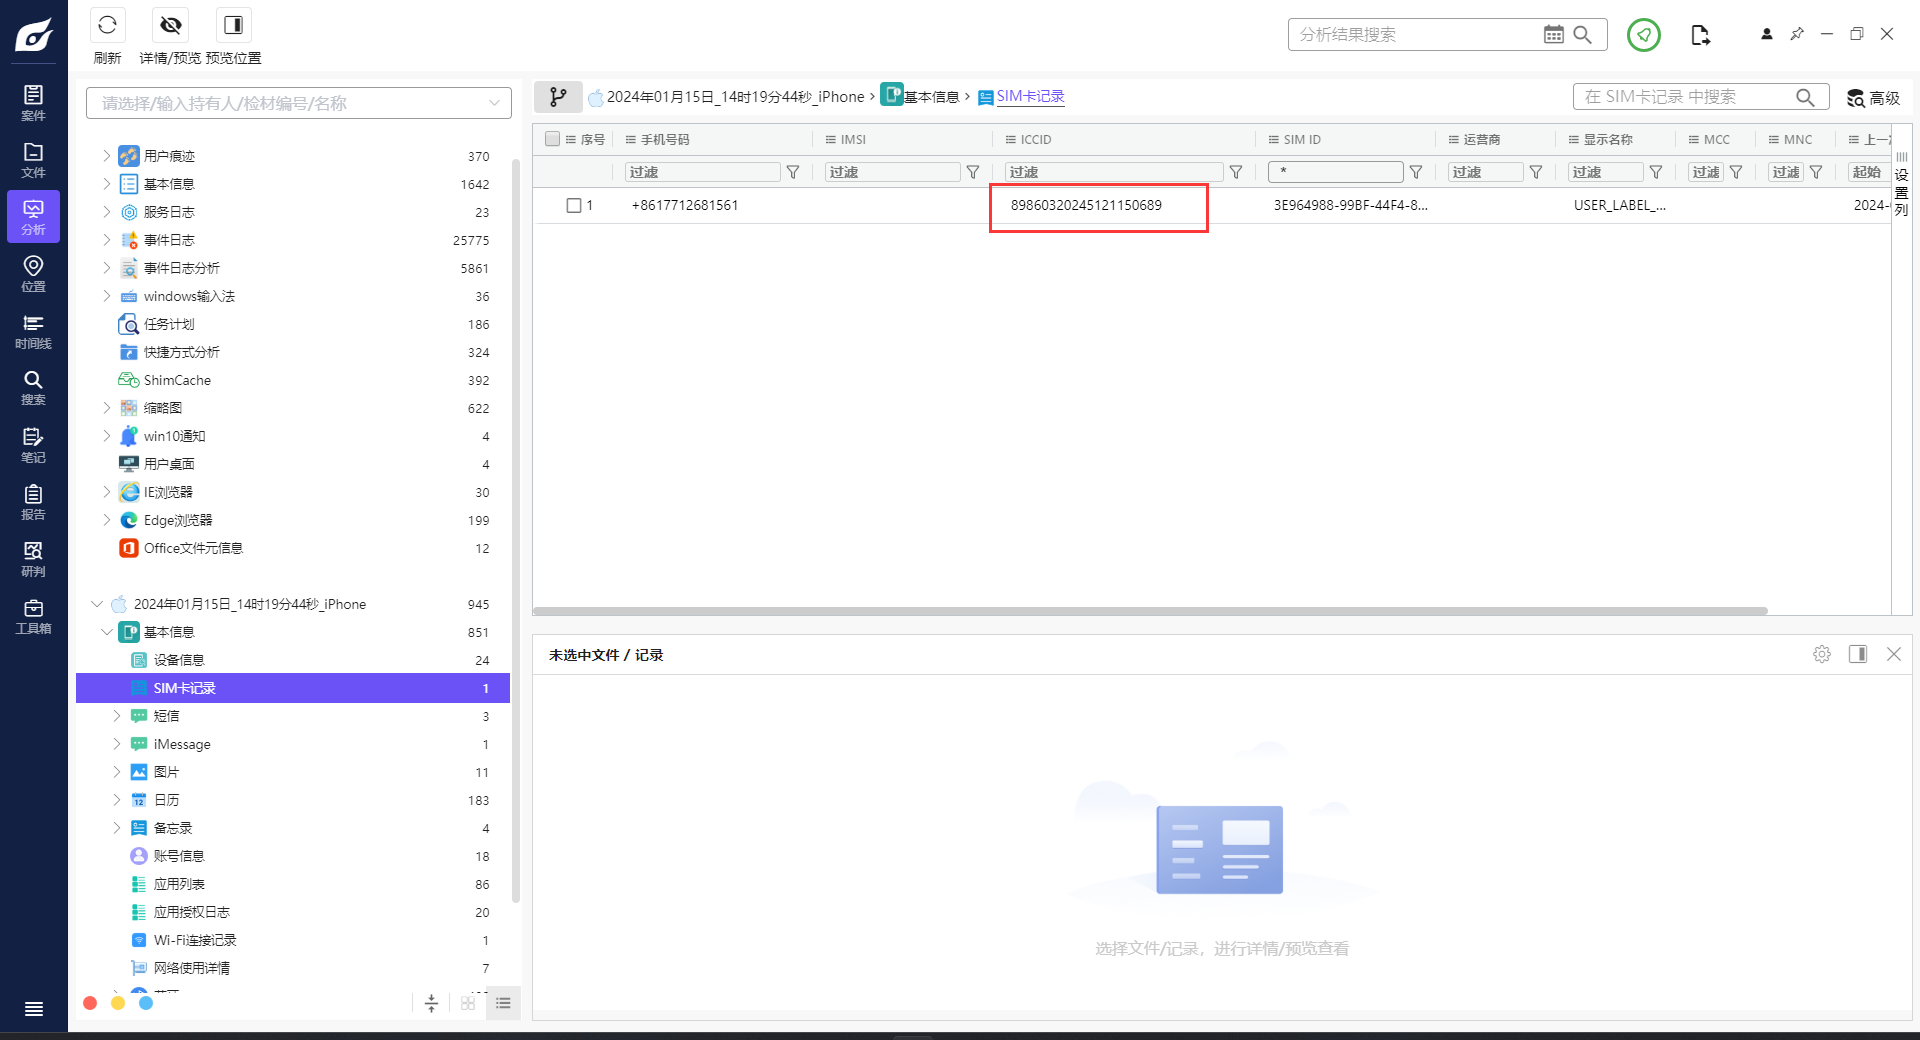 刷新
详情/预览
预览位置
分析结果搜索
案件
文件
分析
位置
时间线
搜索
笔记
报告
研判
工具箱
请选择/输入持有人/检材编号/名称
用户痕迹 370
基本信息 1642
服务日志 23
事件日志 25775
事件日志分析 5861
windows输入法 36
任务计划 186
快捷方式分析 324
ShimCache 392
缩略图 622
win10通知 4
用户桌面 4
IE浏览器 30
Edge浏览器 199
Office文件元信息 12
2024年01月15日_14时19分44秒_iPhone 945
基本信息 851
设备信息 24
SIM卡记录 1
短信 3
iMessage 1
图片 11
日历 183
备忘录 4
账号信息 18
应用列表 86
应用授权日志 20
Wi-Fi连接记录 1
网络使用详情 7
2024年01月15日_14时19分44秒_iPhone › 基本信息 › SIM卡记录
在 SIM卡记录 中搜索
高级
序号 手机号码 IMSI ICCID SIM ID 运营商 显示名称 MCC MNC 上一
过滤 过滤 过滤 * 过滤 过滤 过滤 过滤 起始
1 +8617712681561 89860320245121150689 3E964988-99BF-44F4-8... USER_LABEL_... 2024-
设置列
未选中文件 / 记录
选择文件/记录，进行详情/预览查看